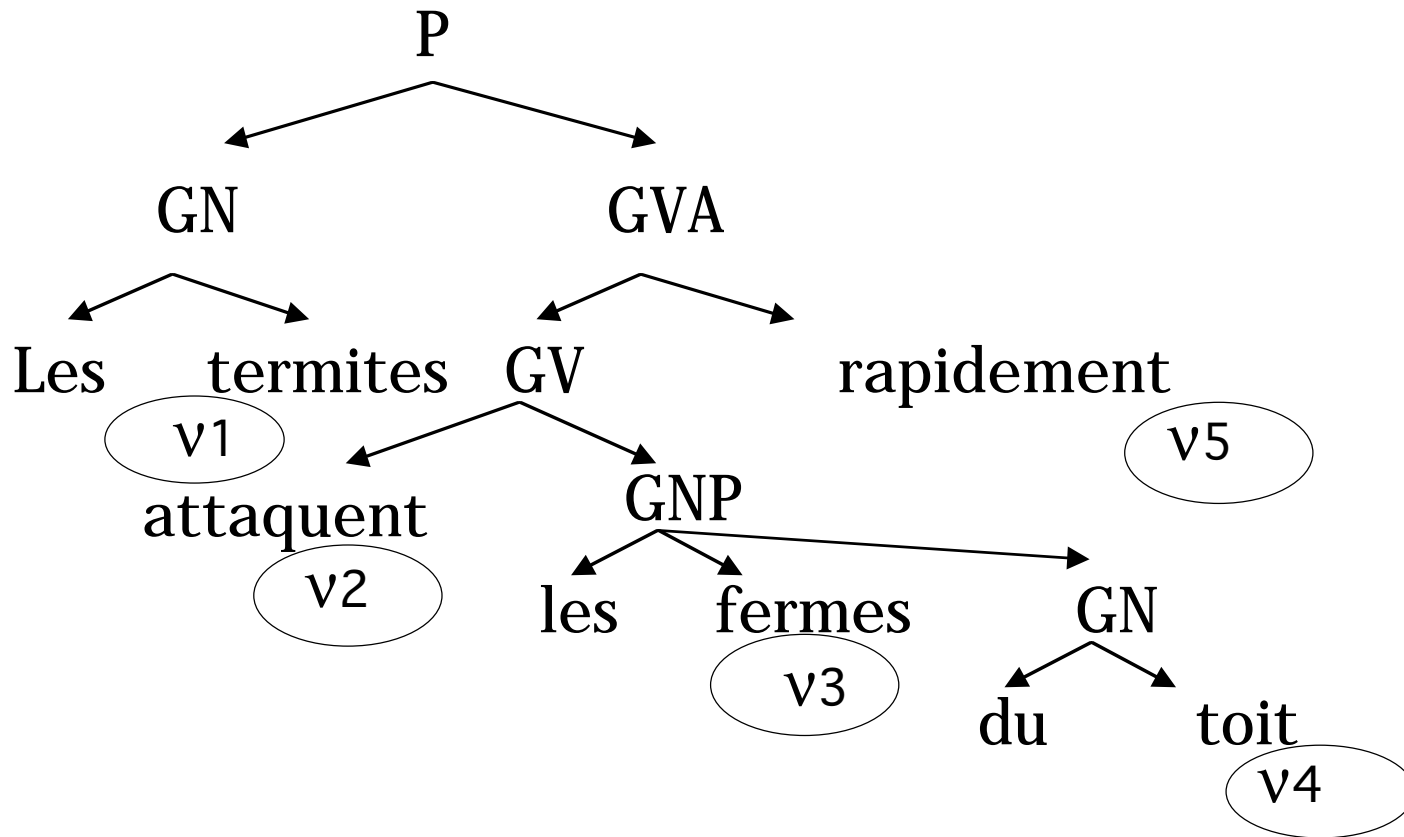 P
GN GVA
Les termites GV rapidement
ν1 ν5
attaquent GNP
ν2 les fermes GN
ν3 du toit
ν4